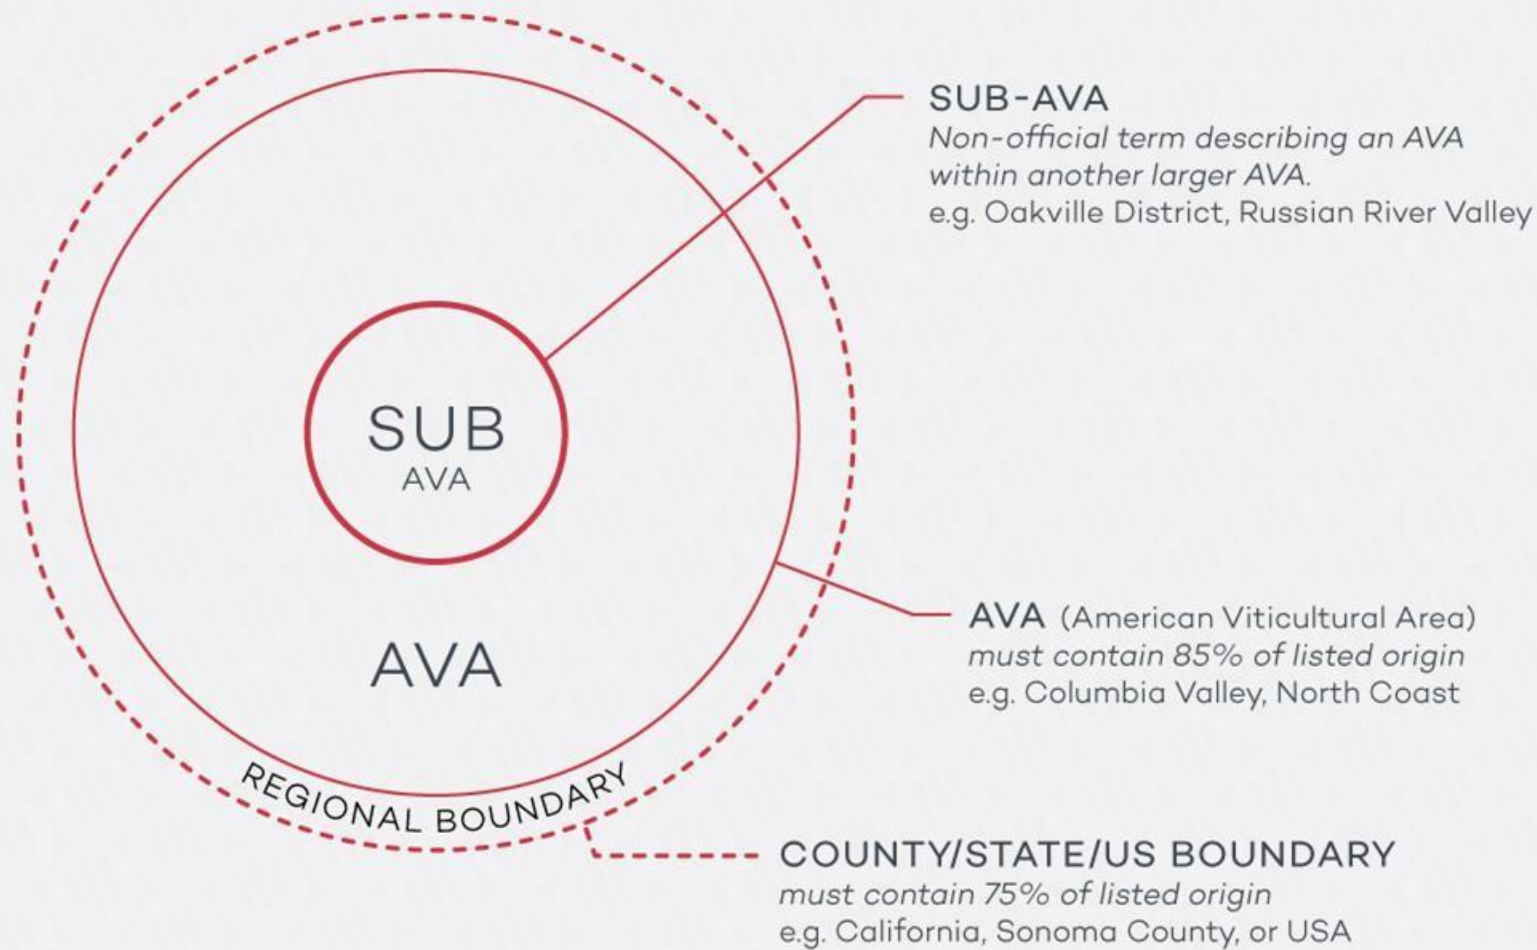 SUB-AVA
Non-official term describing an AVA
within another larger AVA.
e.g. Oakville District, Russian River Valley
SUB
AVA
AVA (American Viticultural Area)
must contain 85% of listed origin
e.g. Columbia Valley, North Coast
AVA
REGIONAL BOUNDARY
COUNTY/STATE/US BOUNDARY
must contain 75% of listed origin
e.g. California, Sonoma County, or USA